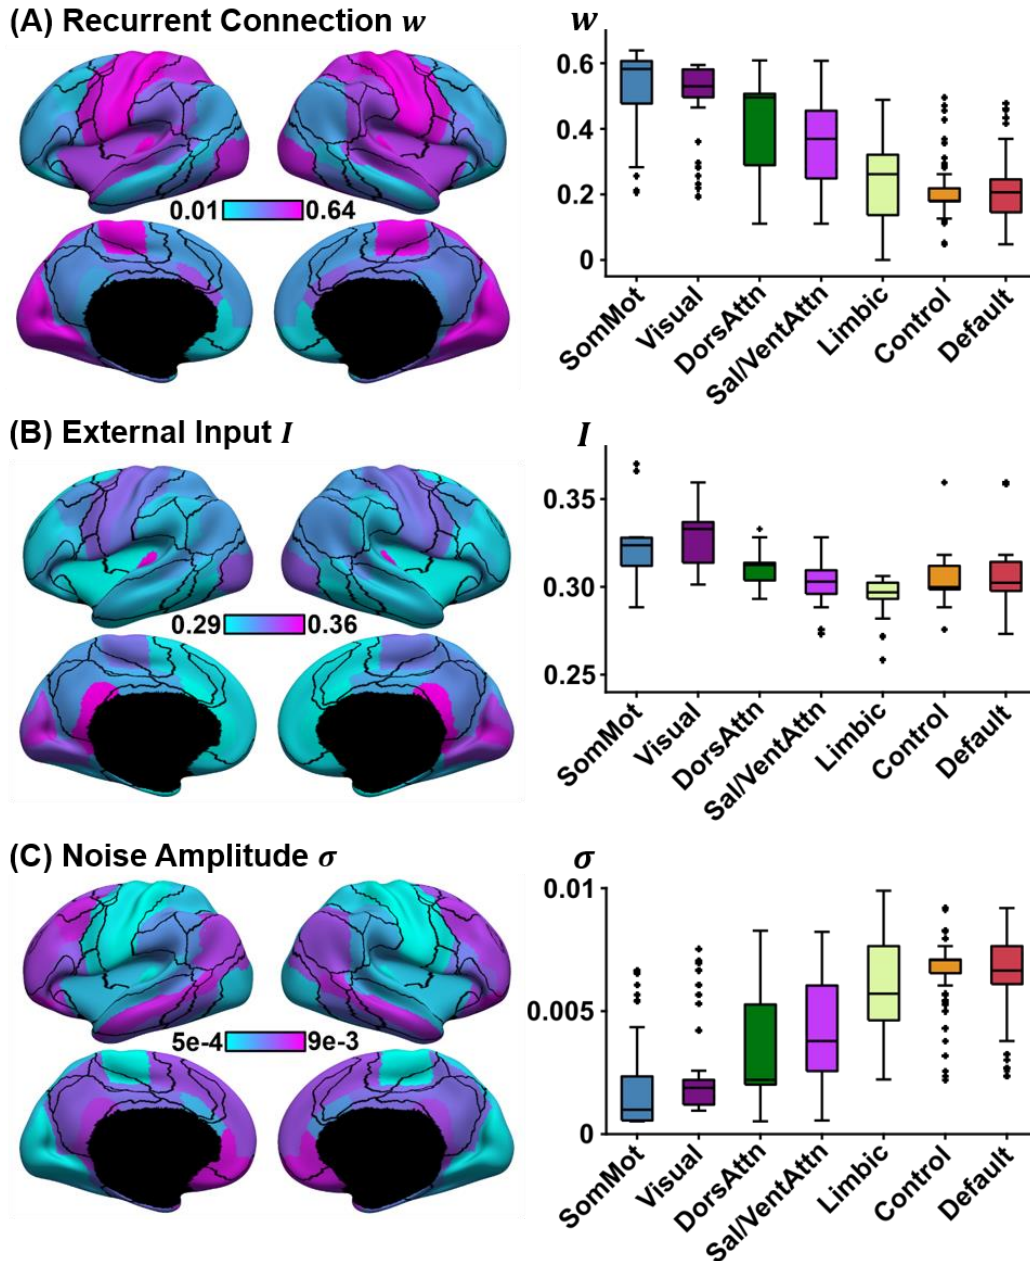 (A) Recurrent Connection w
w
0.6
0.4
0.2
0
0.01 0.64
SomMot
Visual
DorsAttn
Sal/VentAttn
Limbic
Control
Default
(B) External Input I
I
0.35
0.30
0.25
0.29 0.36
SomMot
Visual
DorsAttn
Sal/VentAttn
Limbic
Control
Default
(C) Noise Amplitude σ
σ
0.01
0.005
0
5e-4 9e-3
SomMot
Visual
DorsAttn
Sal/VentAttn
Limbic
Control
Default